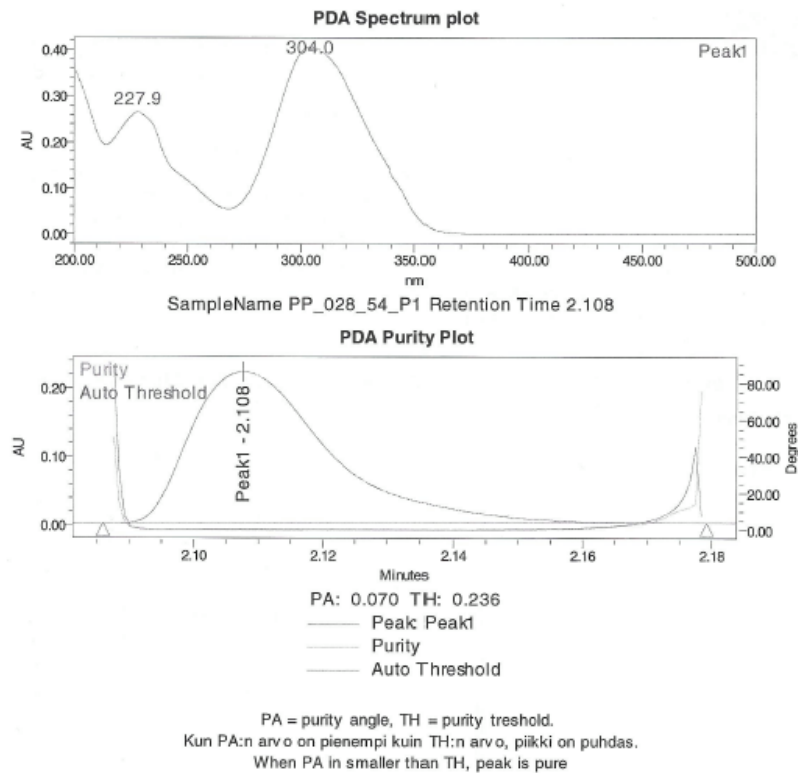 PDA Spectrum plot
0.40
304.0
Peak1
0.30
227.9
AU
0.20
0.10
0.00
200.00 250.00 300.00 350.00 400.00 450.00 500.00
nm
SampleName PP_028_54_P1 Retention Time 2.108
PDA Purity Plot
Purity
Auto Threshold
0.20
0.10
0.00
AU
Peak1 - 2.108
80.00
60.00
40.00
20.00
0.00
Degrees
2.10 2.12 2.14 2.16 2.18
Minutes
PA: 0.070 TH: 0.236
Peak: Peak1
Purity
Auto Threshold
PA = purity angle, TH = purity treshold.
Kun PA:n arvo on pienempi kuin TH:n arvo, piikki on puhdas.
When PA in smaller than TH, peak is pure